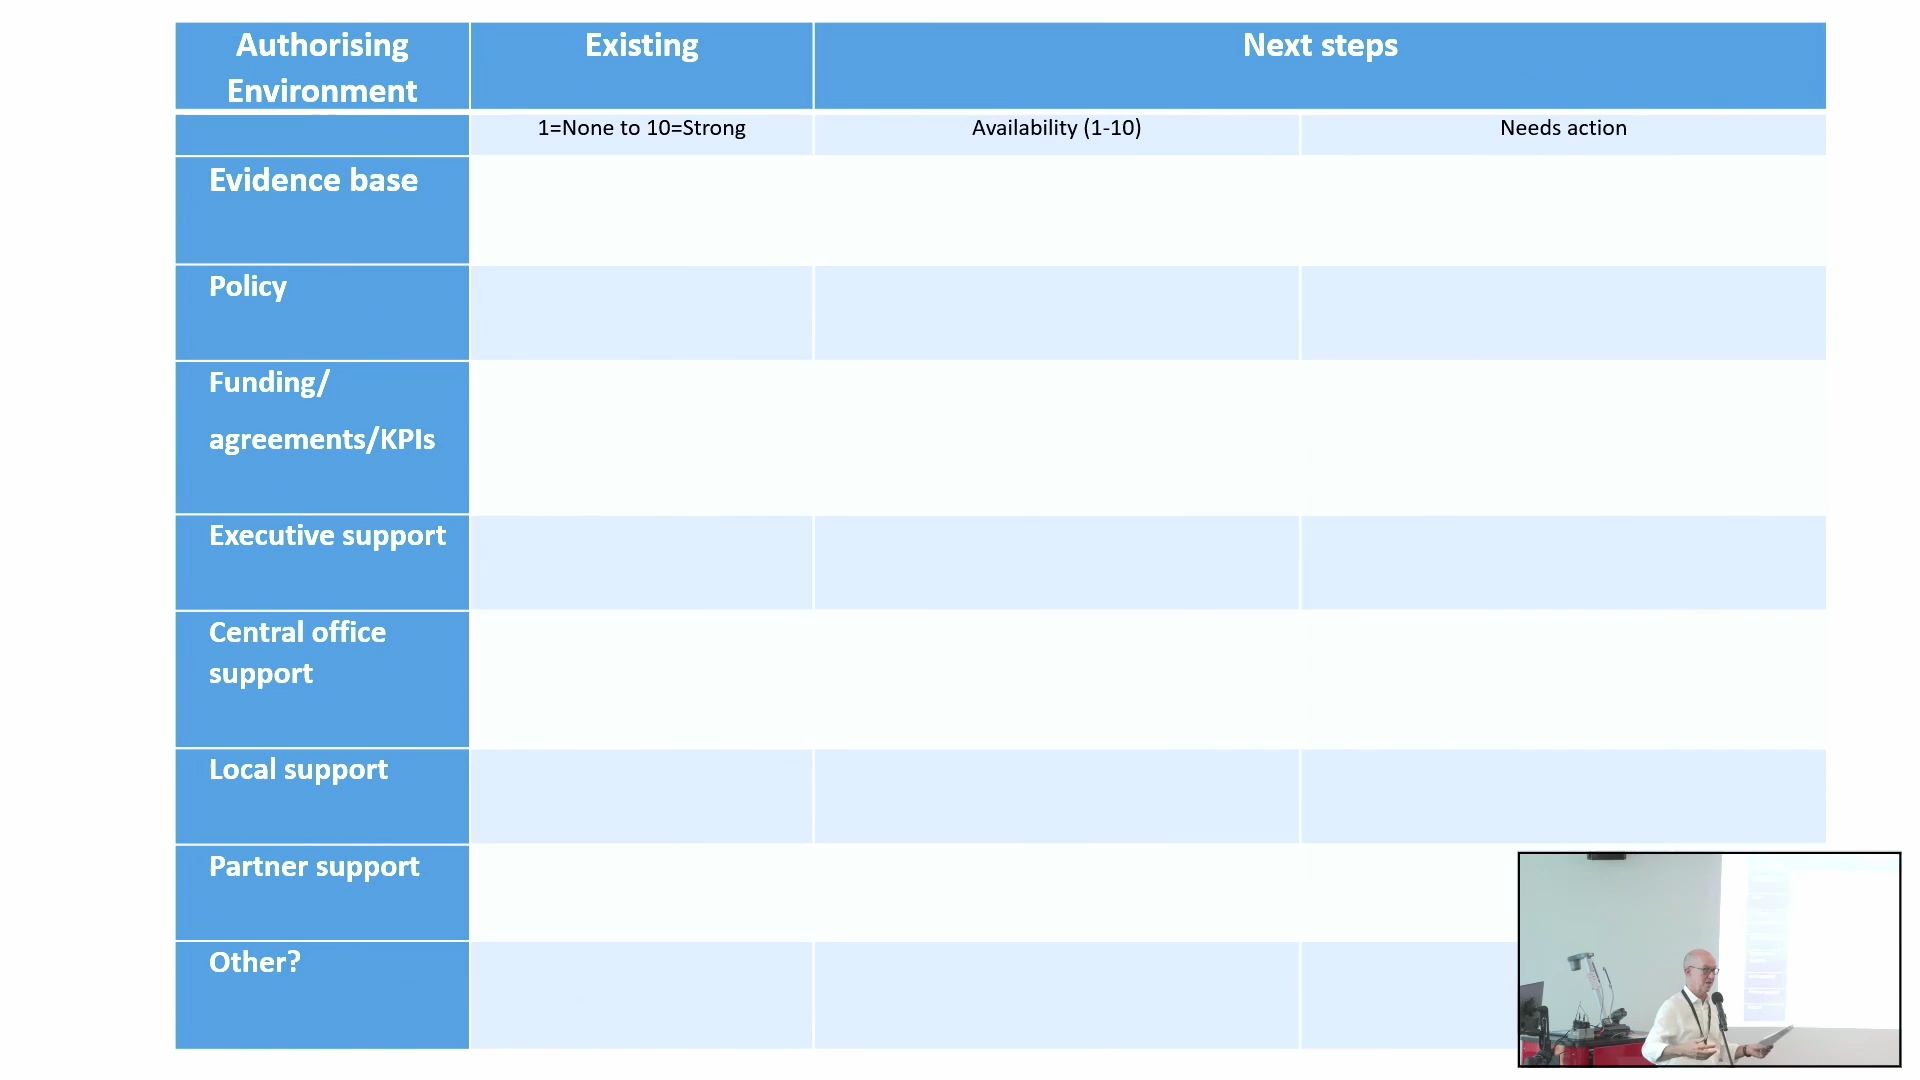 Authorising
Environment
Existing
Next steps
1=None to 10=Strong
Availability (1-10)
Needs action
Evidence base
Policy
Funding/
agreements/KPIs
Executive support
Central office
support
Local support
Partner support
Other?